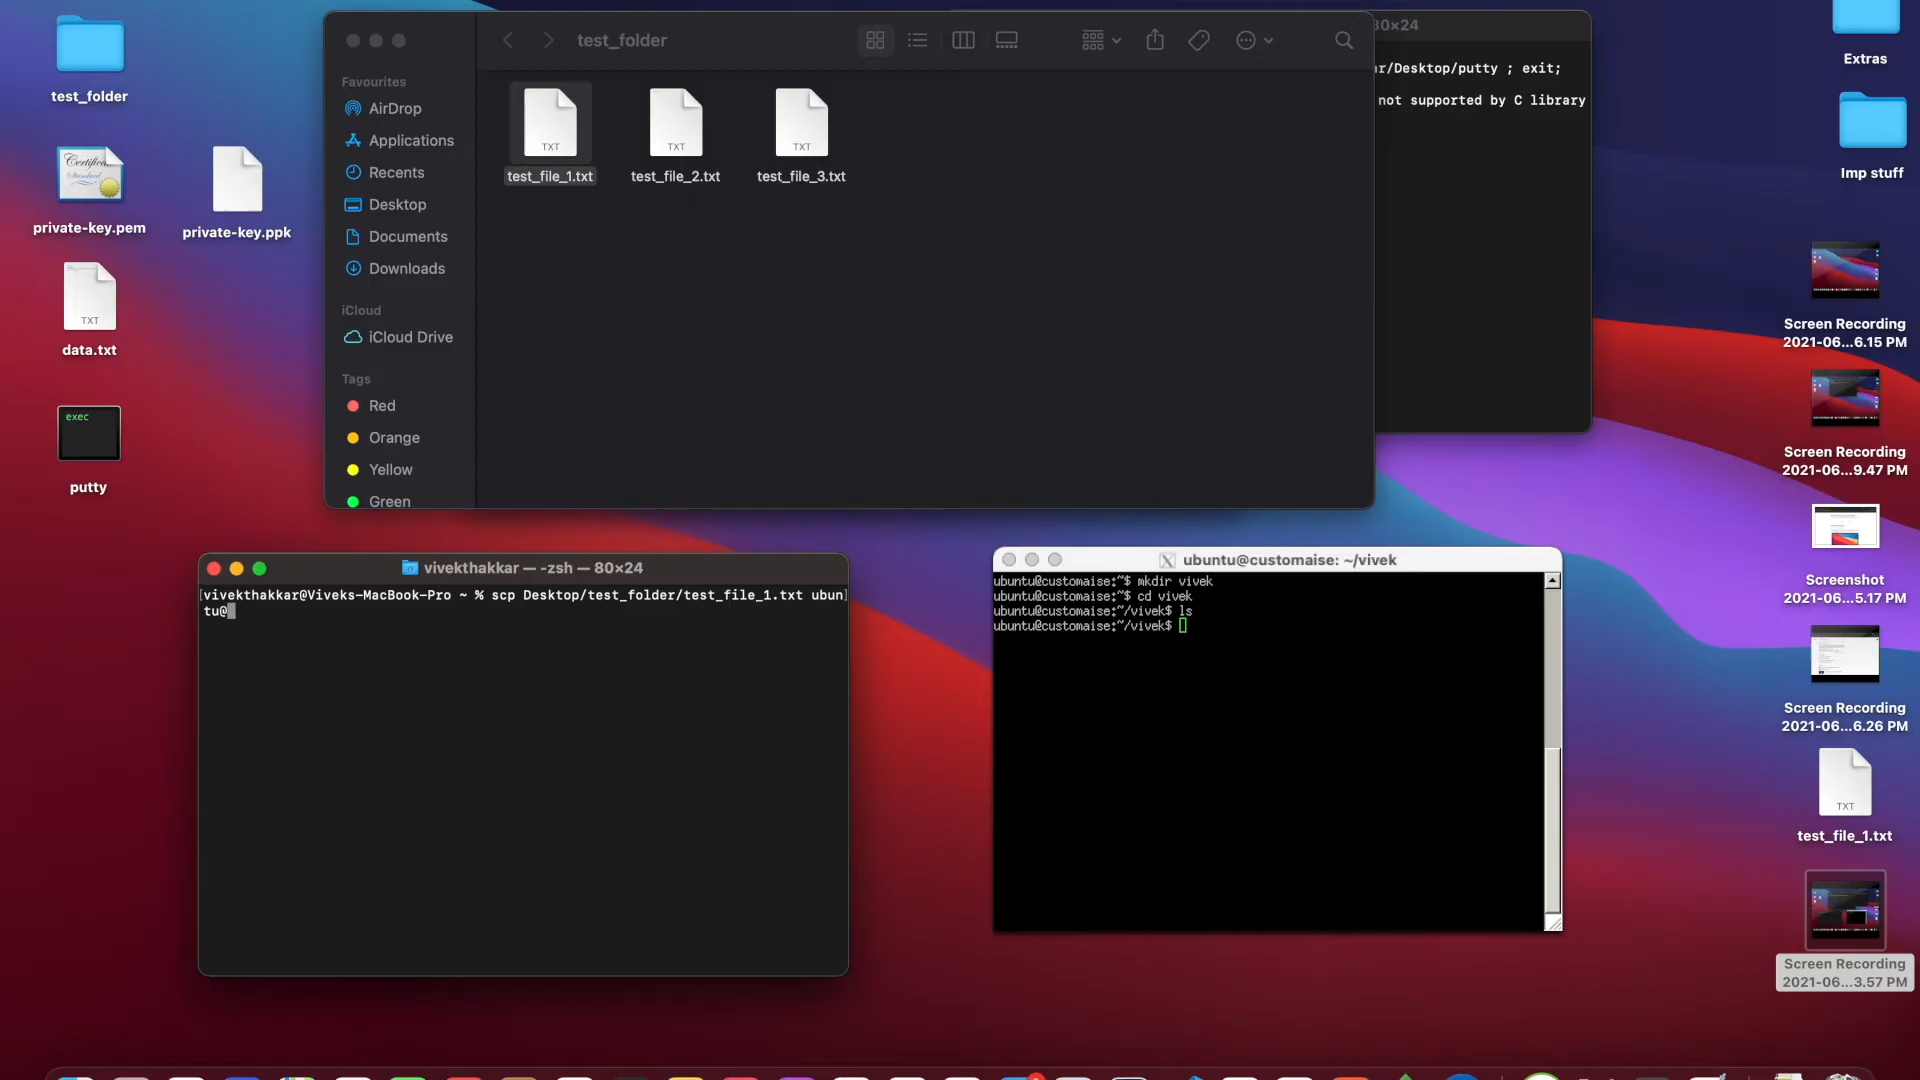 test_folder
private-key.pem
private-key.ppk
TXT
data.txt
exec
putty
test_folder
Favourites
AirDrop
Applications
Recents
Desktop
Documents
Downloads
iCloud
iCloud Drive
Tags
Red
Orange
Yellow
Green
TXT
test_file_1.txt
TXT
test_file_2.txt
TXT
test_file_3.txt
80×24
ar/Desktop/putty ; exit;
not supported by C library
vivekthakkar — -zsh — 80×24
[vivekthakkar@Viveks-MacBook-Pro ~ % scp Desktop/test_folder/test_file_1.txt ubun]
tu@
ubuntu@customaise: ~/vivek
ubuntu@customaise:~$ mkdir vivek
ubuntu@customaise:~$ cd vivek
ubuntu@customaise:~/vivek$ ls
ubuntu@customaise:~/vivek$
Extras
Imp stuff
Screen Recording
2021-06...6.15 PM
Screen Recording
2021-06...9.47 PM
Screenshot
2021-06...5.17 PM
Screen Recording
2021-06...6.26 PM
TXT
test_file_1.txt
Screen Recording
2021-06...3.57 PM